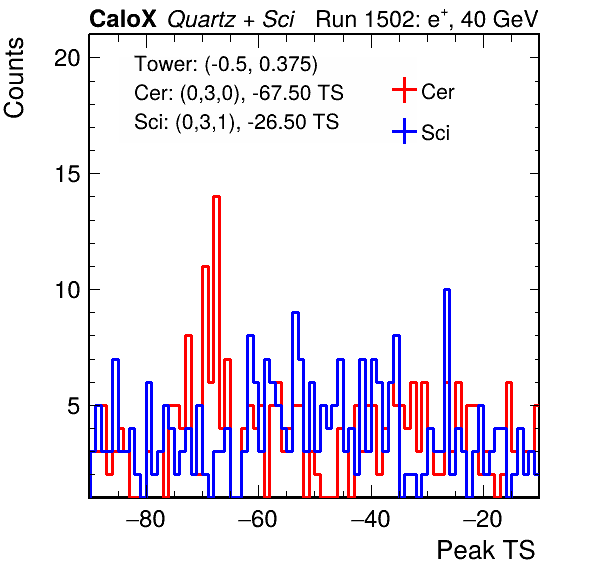 CaloX Quartz + Sci Run 1502: e+, 40 GeV
Counts
Tower: (-0.5, 0.375)
Cer: (0,3,0), -67.50 TS
Sci: (0,3,1), -26.50 TS
Cer
Sci
20
15
10
5
−80 −60 −40 −20
Peak TS